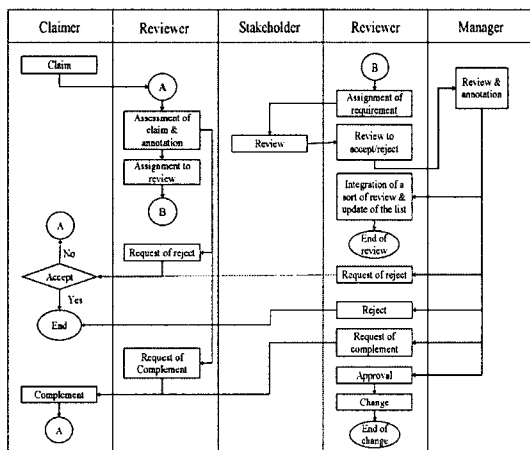 Claimer
Reviewer
Stakeholder
Reviewer
Manager
Claim
A
Assessment of
claim &
annotation
Assignment to
review
B
A
No
Accept
Yes
End
Request of reject
Request of
Complement
Complement
A
Review
B
Assignment of
requirement
Review to
accept/reject
Integration of a
sort of review &
update of the list
End of
review
Request of reject
Reject
Request of
complement
Approval
Change
End of
change
Review &
annotation